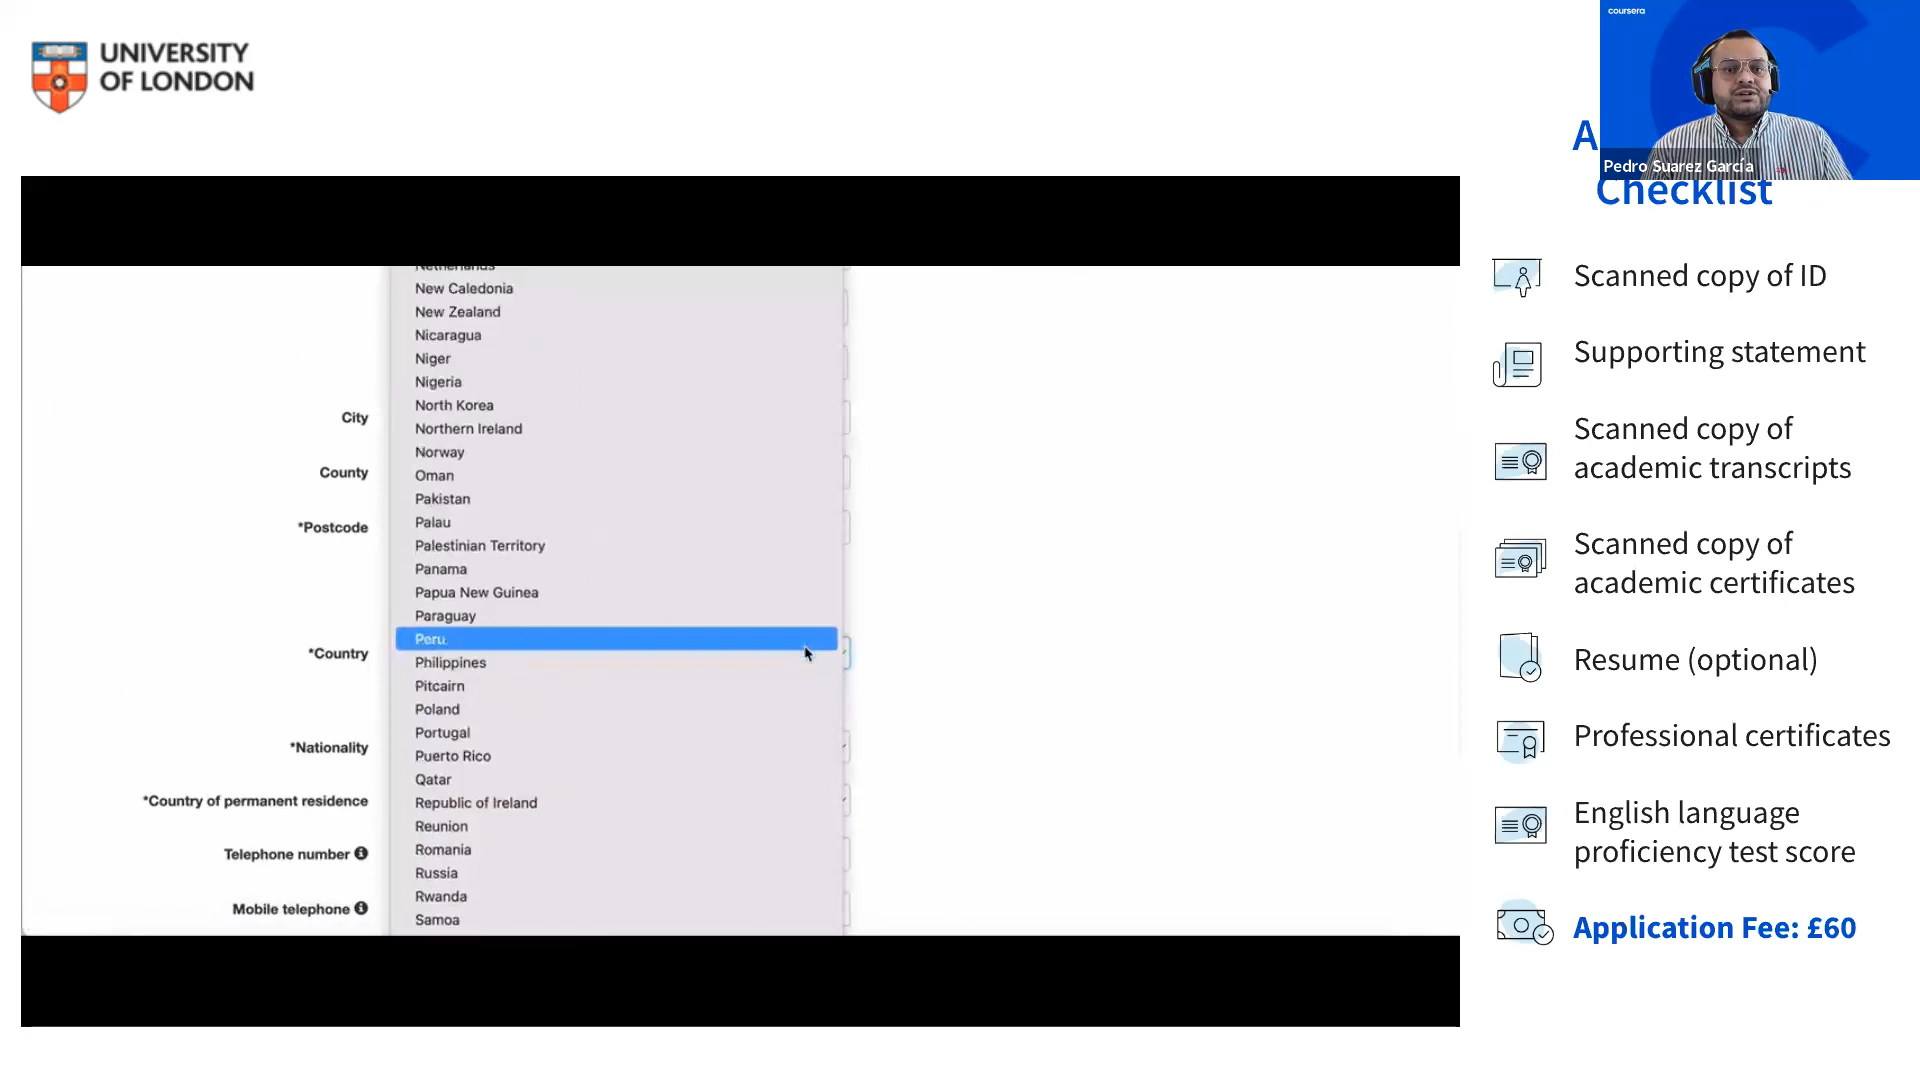 UNIVERSITY
OF LONDON
coursera
Pedro Suarez García
A
Checklist
Netherlands
New Caledonia
New Zealand
Nicaragua
Niger
Nigeria
North Korea
Northern Ireland
Norway
Oman
Pakistan
Palau
Palestinian Territory
Panama
Papua New Guinea
Paraguay
Peru
Philippines
Pitcairn
Poland
Portugal
Puerto Rico
Qatar
Republic of Ireland
Reunion
Romania
Russia
Rwanda
Samoa
City
County
*Postcode
*Country
*Nationality
*Country of permanent residence
Telephone number
Mobile telephone
Scanned copy of ID
Supporting statement
Scanned copy of
academic transcripts
Scanned copy of
academic certificates
Resume (optional)
Professional certificates
English language
proficiency test score
Application Fee: £60